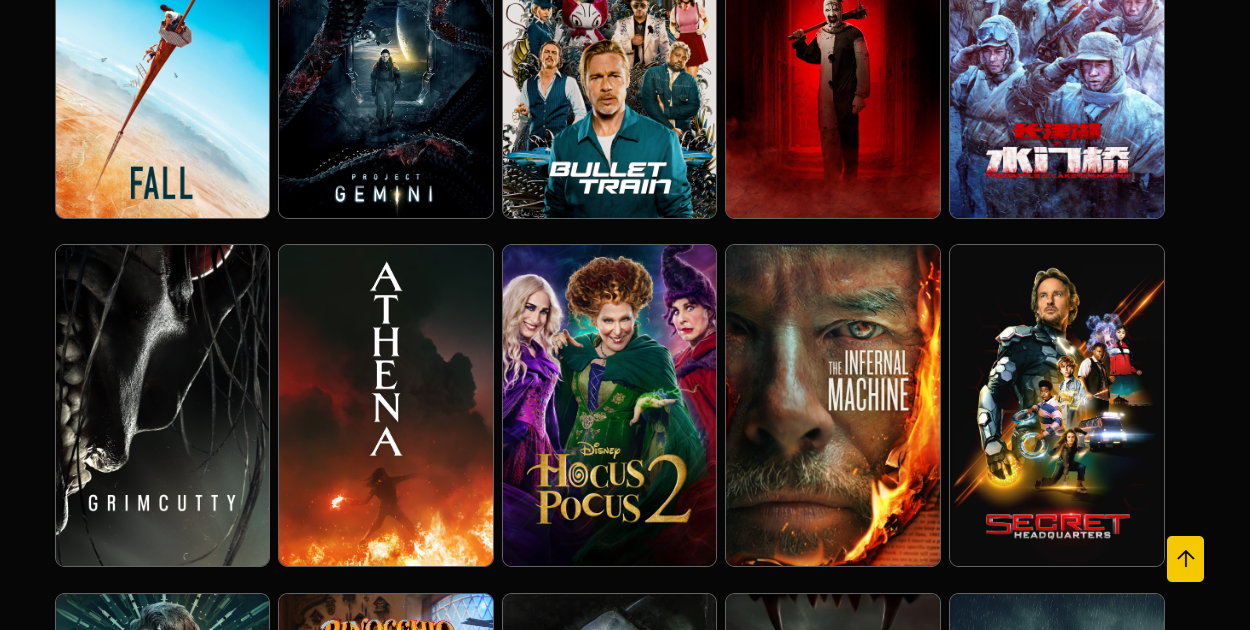 FALL
PROJECT
GEMINI
BULLET
TRAIN
长津湖
水门桥
GRIMCUTTY
ATHENA
DISNEY
HOCUS
POCUS 2
THE INFERNAL
MACHINE
SECRET
HEADQUARTERS
PINOCCHIO